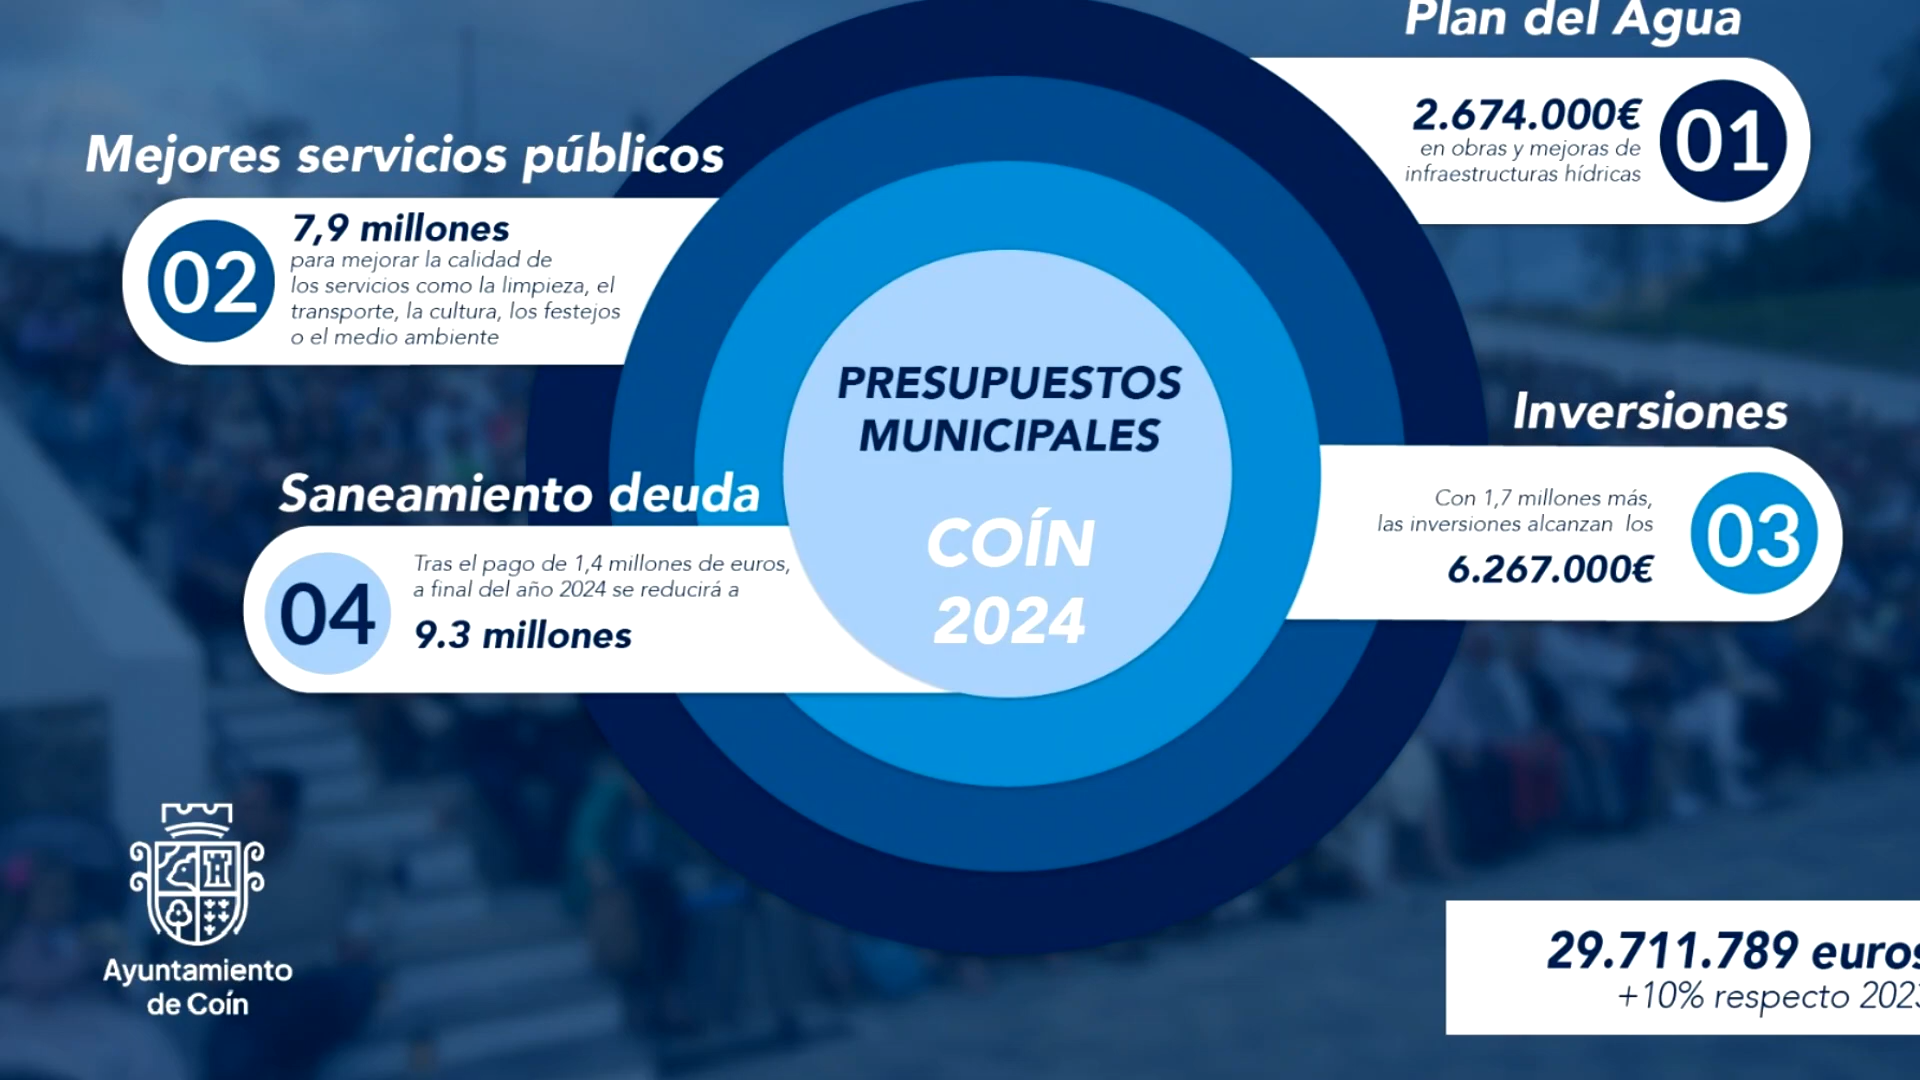 Plan del Agua
2.674.000€
en obras y mejoras de
infraestructuras hídricas
01
Mejores servicios públicos
02
7,9 millones
para mejorar la calidad de
los servicios como la limpieza, el
transporte, la cultura, los festejos
o el medio ambiente
PRESUPUESTOS
MUNICIPALES
COÍN
2024
Inversiones
Con 1,7 millones más,
las inversiones alcanzan los
6.267.000€
03
Saneamiento deuda
04
Tras el pago de 1,4 millones de euros,
a final del año 2024 se reducirá a
9.3 millones
Ayuntamiento
de Coín
29.711.789 euros
+10% respecto 2023